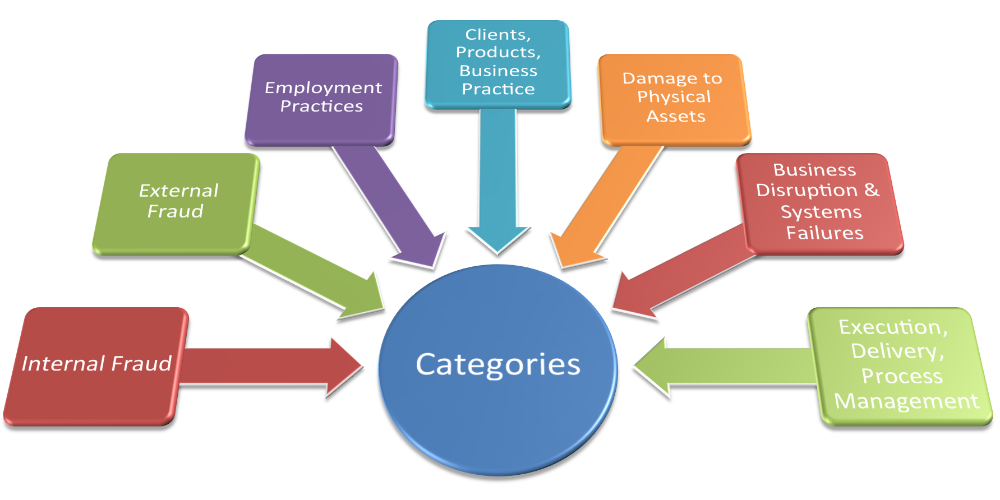 Clients,
Products,
Business
Practice
Employment
Practices
Damage to
Physical
Assets
External
Fraud
Business
Disruption &
Systems
Failures
Internal Fraud
Categories
Execution,
Delivery,
Process
Management